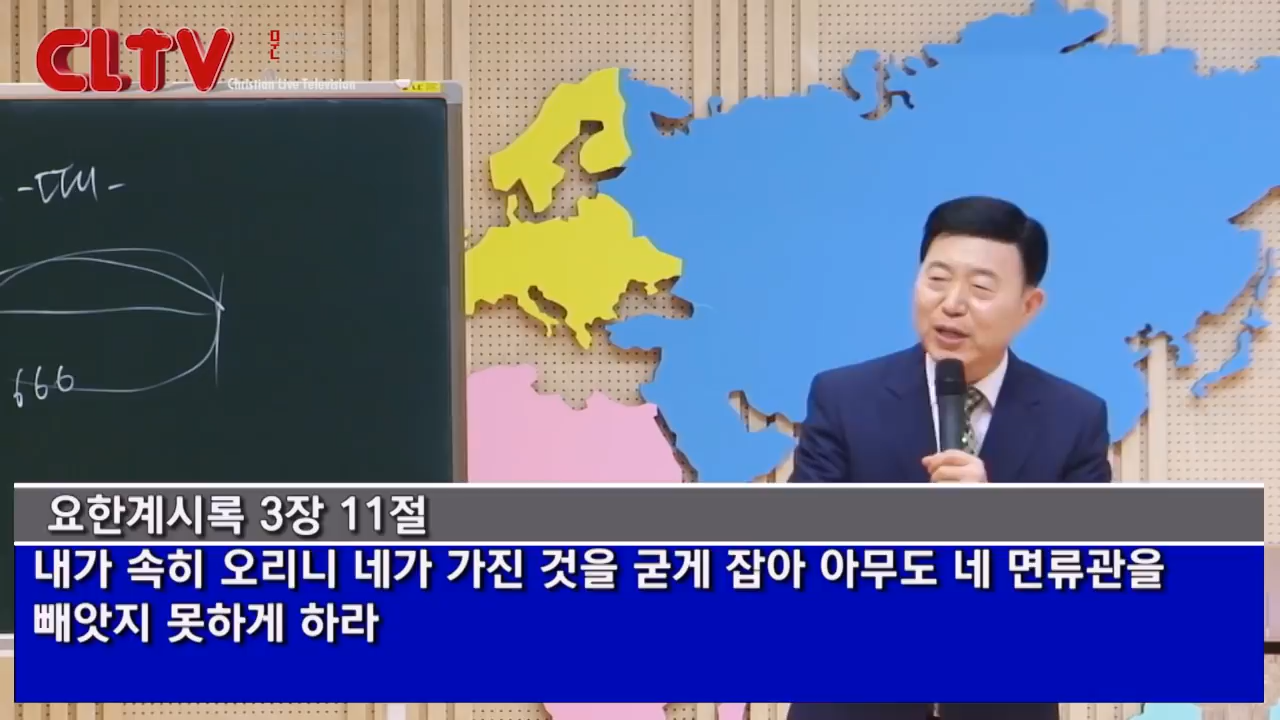 CLTV
Christian Live Television
666
요한계시록 3장 11절
내가 속히 오리니 네가 가진 것을 굳게 잡아 아무도 네 면류관을
빼앗지 못하게 하라